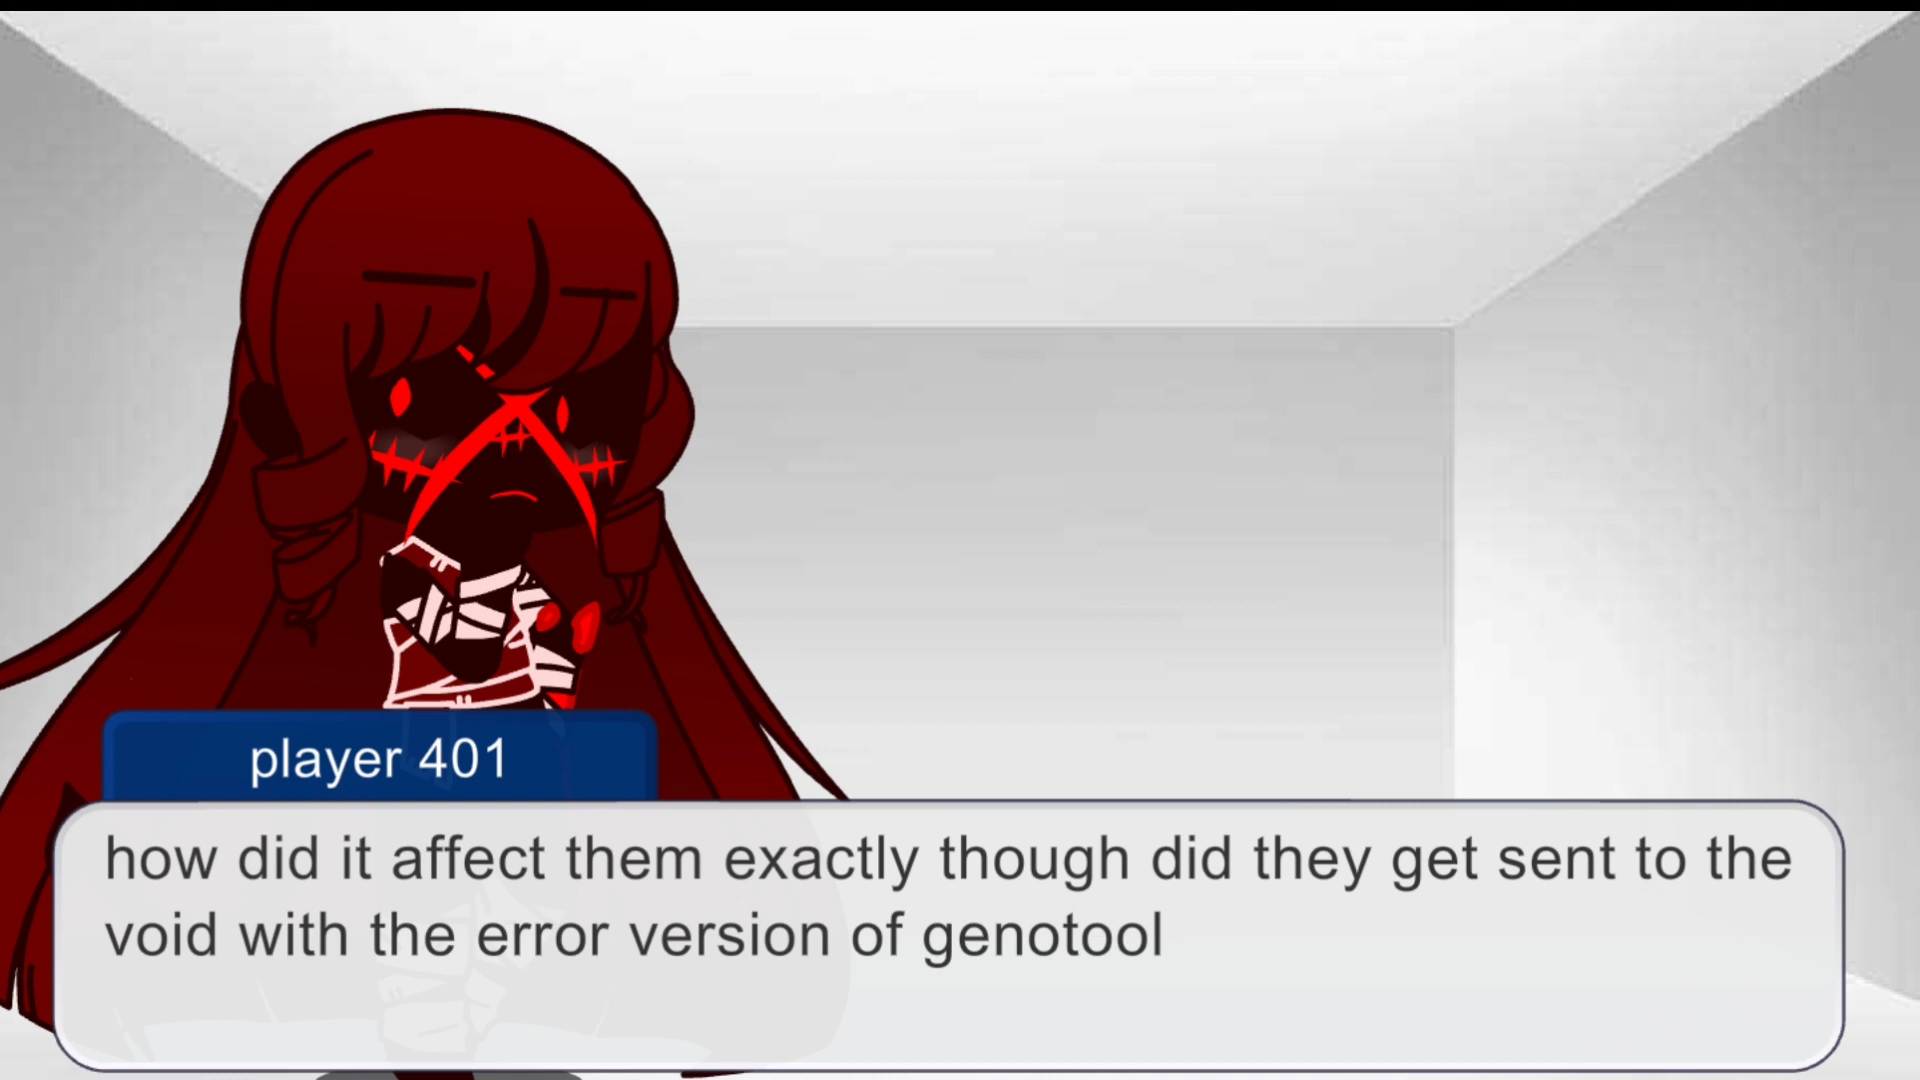 player 401
how did it affect them exactly though did they get sent to the
void with the error version of genotool